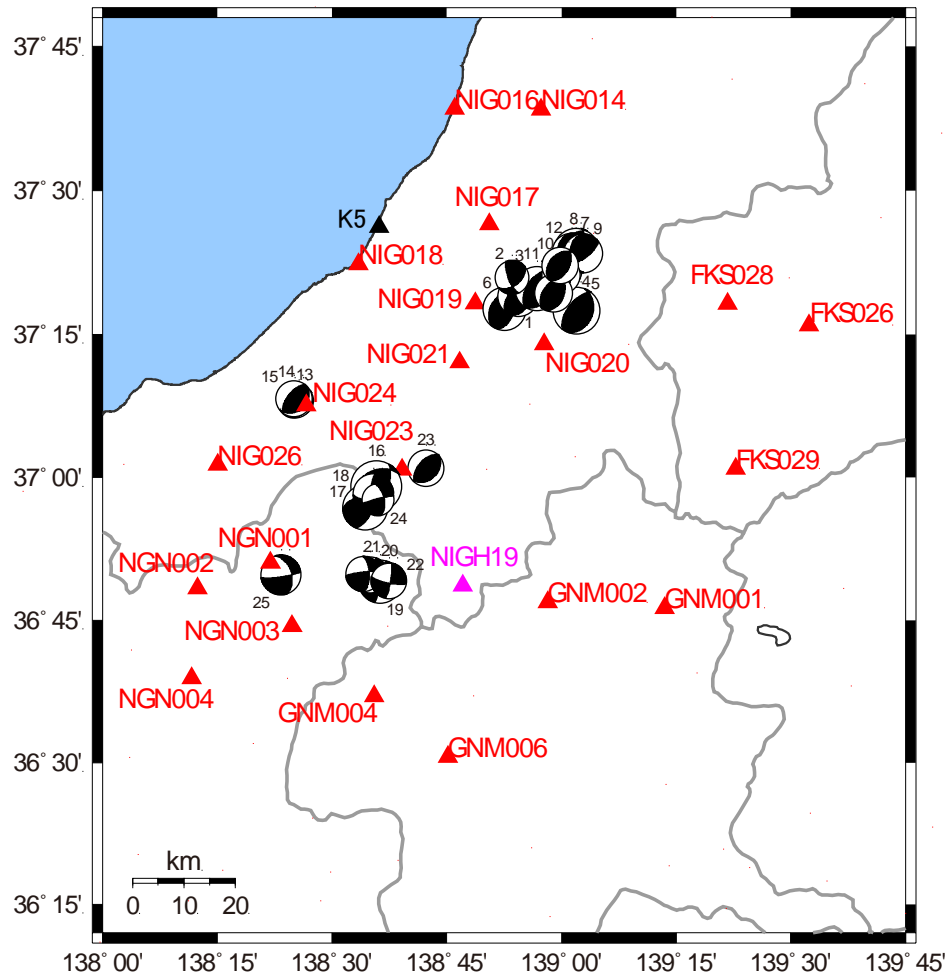 37° 45'
NIG016 NIG014
37° 30'
NIG017
K5
12 8 7 9
NIG018
10
2 3 11
FKS028
6
NIG019
4 5
FKS026
1
37° 15'
NIG021
NIG020
15 14 13
NIG024
NIG023
23
16
NIG026
18
FKS029
37° 00'
17
24
NGN001
21 20
NGN002
22
NIGH19
25
19
GNM002
GNM001
36° 45'
NGN003
NGN004
GNM004
GNM006
36° 30'
km
0 10 20
36° 15'
138° 00' 138° 15' 138° 30' 138° 45' 139° 00' 139° 15' 139° 30' 139° 45'